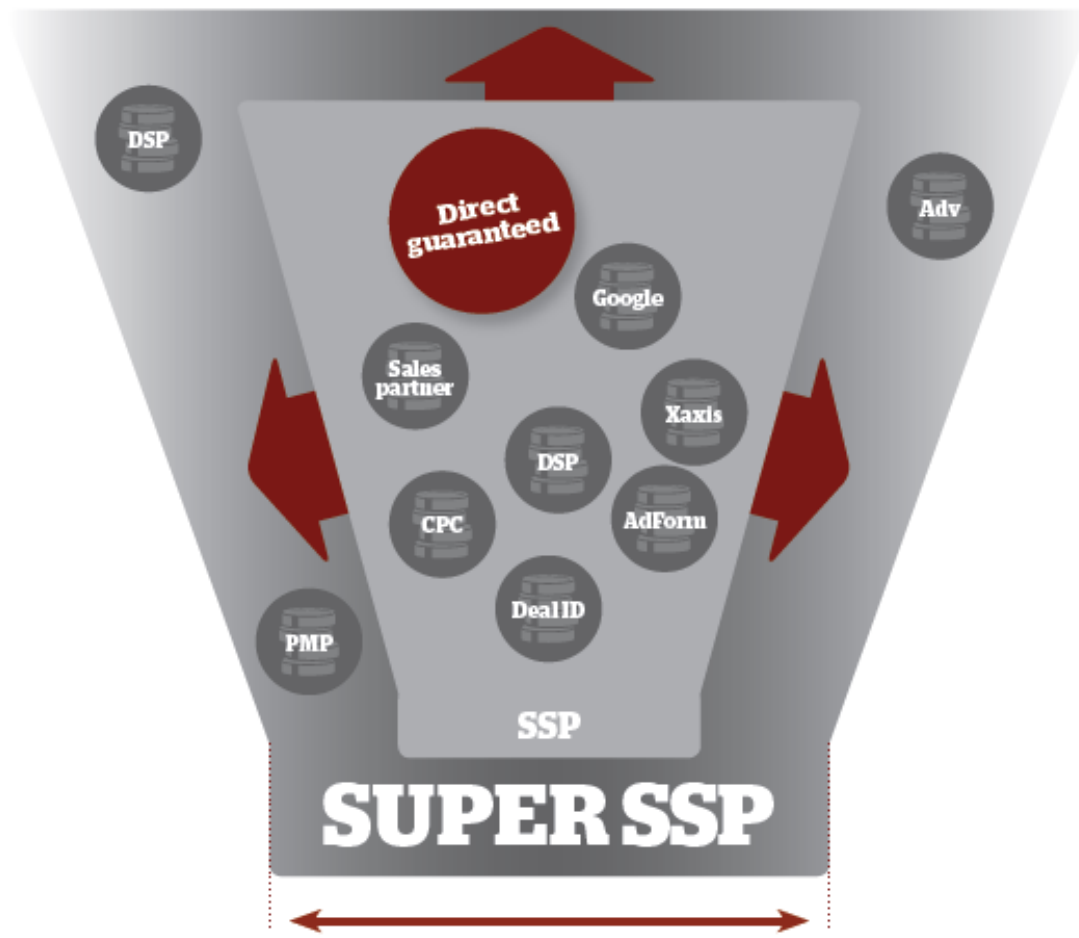 DSP
Adv
Direct
guaranteed
Google
Sales
partner
Xaxis
DSP
CPC
AdForm
Deal ID
PMP
SSP
SUPER SSP